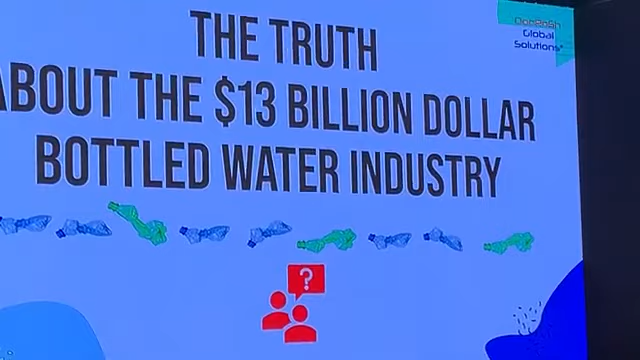 THE TRUTH
ABOUT THE $13 BILLION DOLLAR
BOTTLED WATER INDUSTRY
Global
Solutions
?